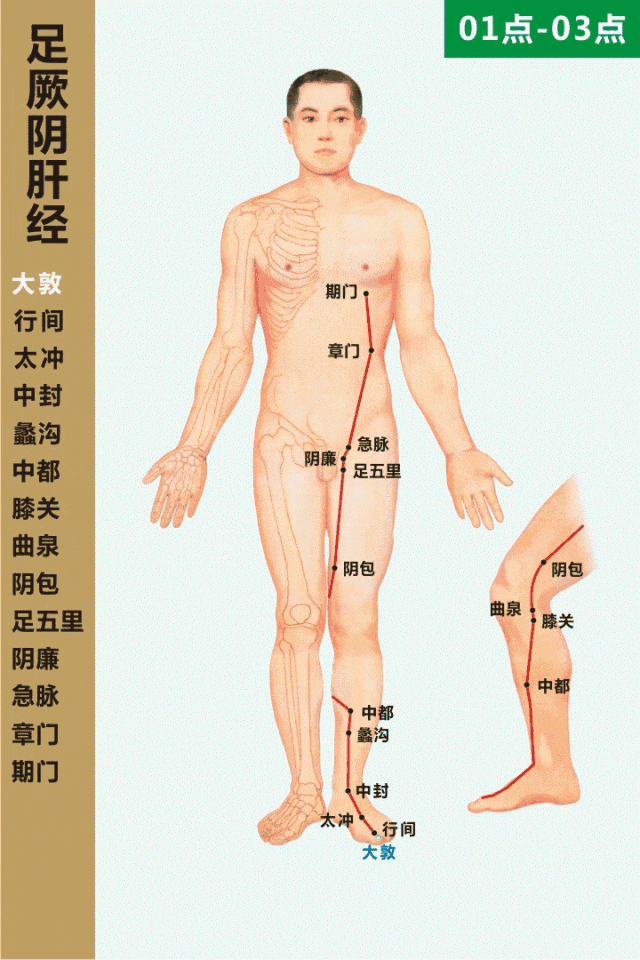 01点-03点
足厥阴肝经
大敦
行间
太冲
中封
蠡沟
中都
膝关
曲泉
阴包
足五里
阴廉
急脉
章门
期门
期门
章门
急脉
阴廉
足五里
阴包
阴包
曲泉
膝关
中都
中都
蠡沟
中封
太冲
行间
大敦